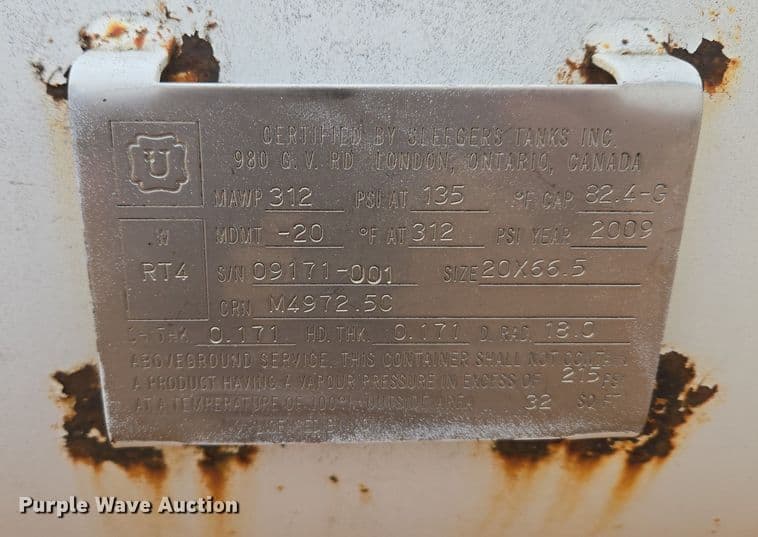 CERTIFIED BY SLEEGERS TANKS INC.
980 G.V. RD LONDON, ONTARIO, CANADA
U
MAWP 312 PSI AT 135 °F CAP 82.4-G
W
MDMT -20 °F AT 312 PSI YEAR 2009
RT4
S/N 09171-001 SIZE 20X66.5
CRN M4972.5C
SH THK 0.171 HD. THK. 0.171 D. RAD. 18.0
ABOVEGROUND SERVICE. THIS CONTAINER SHALL NOT CONTAIN
A PRODUCT HAVING A VAPOUR PRESSURE IN EXCESS OF 215 PSI
AT A TEMPERATURE OF 100°F. OUTSIDE AREA 32 SQ FT
Purple Wave Auction